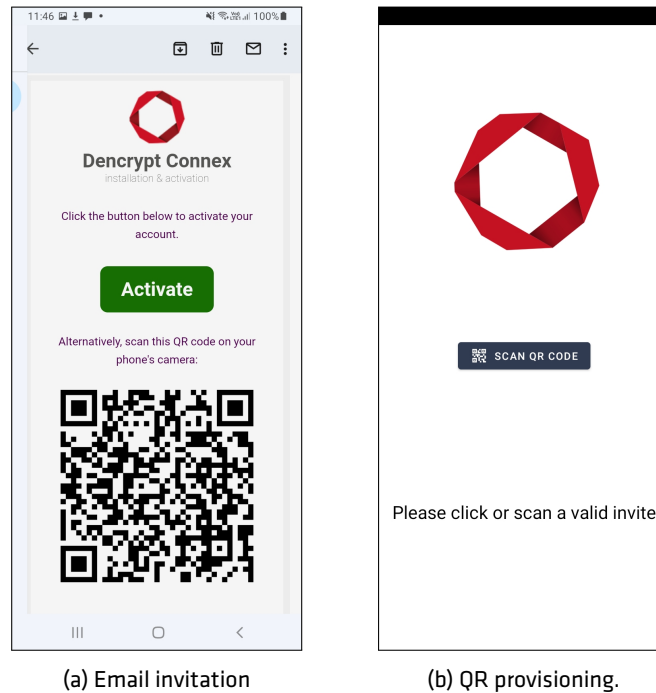 11:46
100%
Dencrypt Connex
installation & activation
Click the button below to activate your
account.
Activate
Alternatively, scan this QR code on your
phone's camera:
SCAN QR CODE
Please click or scan a valid invite
(a) Email invitation
(b) QR provisioning.